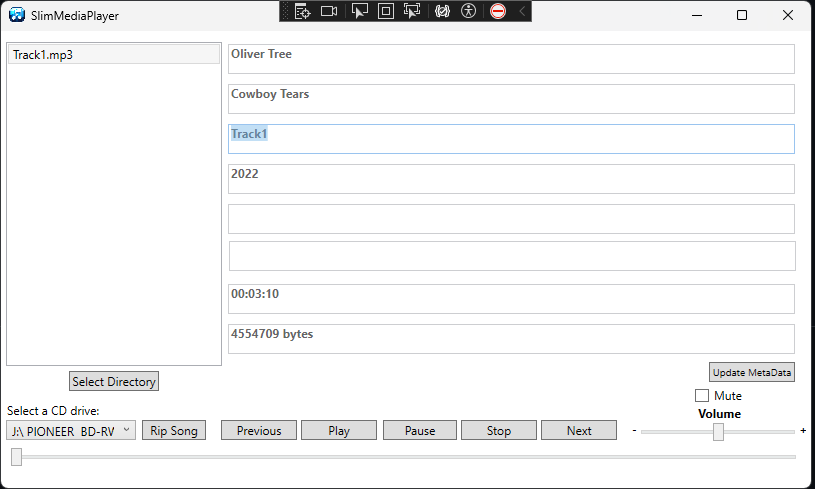 SlimMediaPlayer
Track1.mp3
Oliver Tree
Cowboy Tears
Track1
2022
00:03:10
4554709 bytes
Update MetaData
Select Directory
Mute
Select a CD drive:
Volume
J:\ PIONEER BD-RW
Rip Song
Previous
Play
Pause
Stop
Next
- +